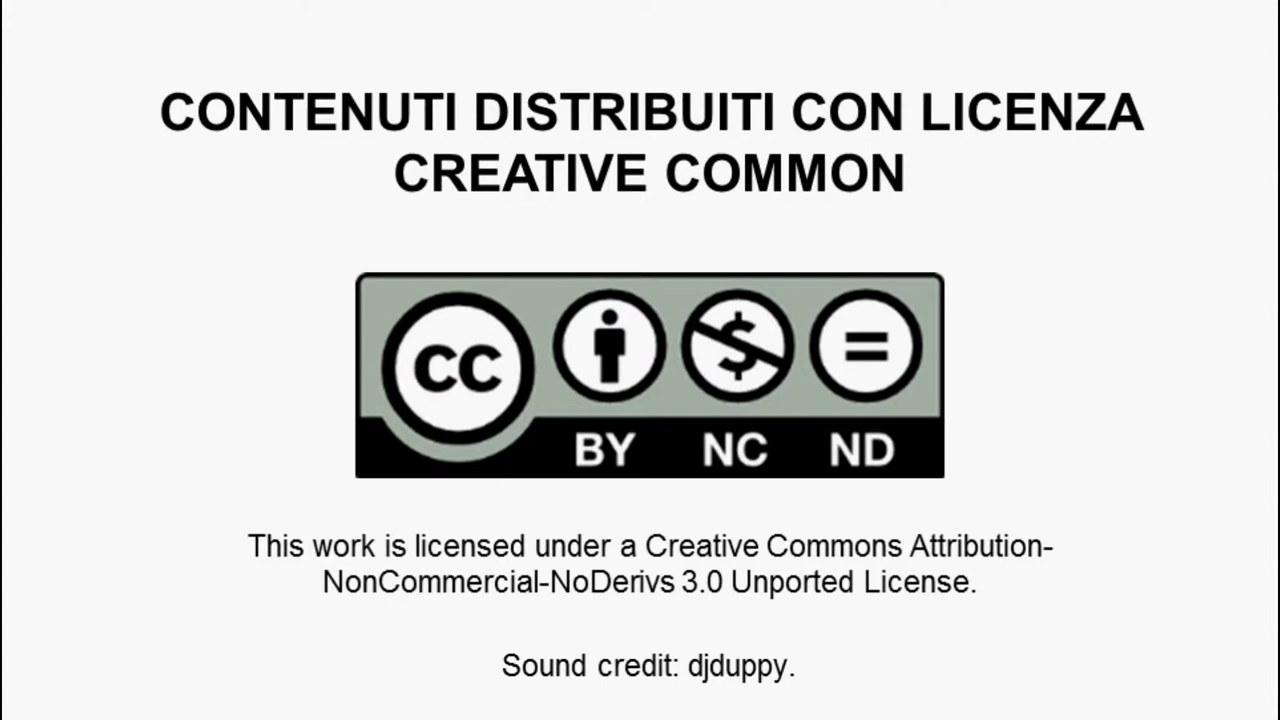 CONTENUTI DISTRIBUITI CON LICENZA
CREATIVE COMMON
CC
BY NC ND
This work is licensed under a Creative Commons Attribution-
NonCommercial-NoDerivs 3.0 Unported License.
Sound credit: djduppy.